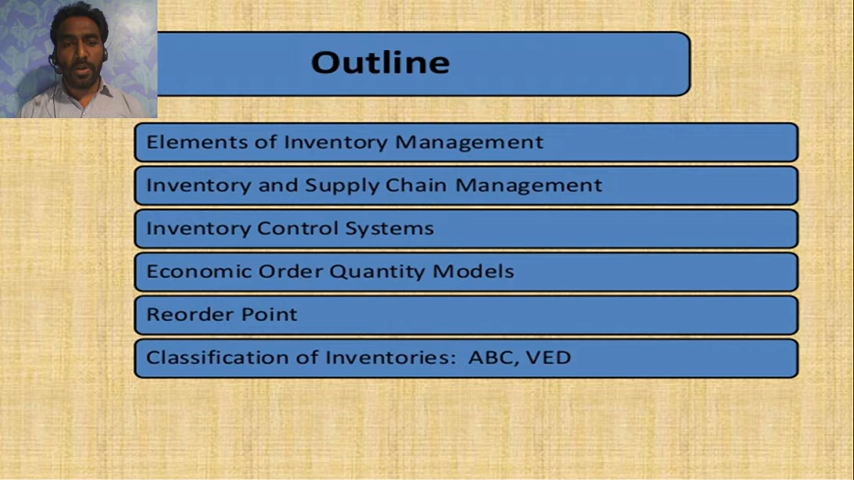 Outline
Elements of Inventory Management
Inventory and Supply Chain Management
Inventory Control Systems
Economic Order Quantity Models
Reorder Point
Classification of Inventories: ABC, VED